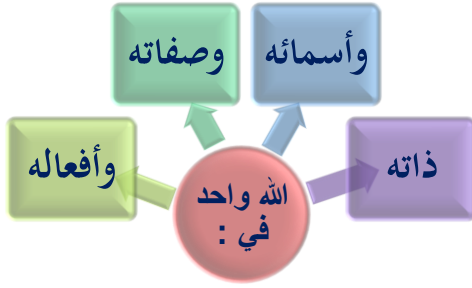 الله واحد
في :
ذاته
وأسمائه
وصفاته
وأفعاله